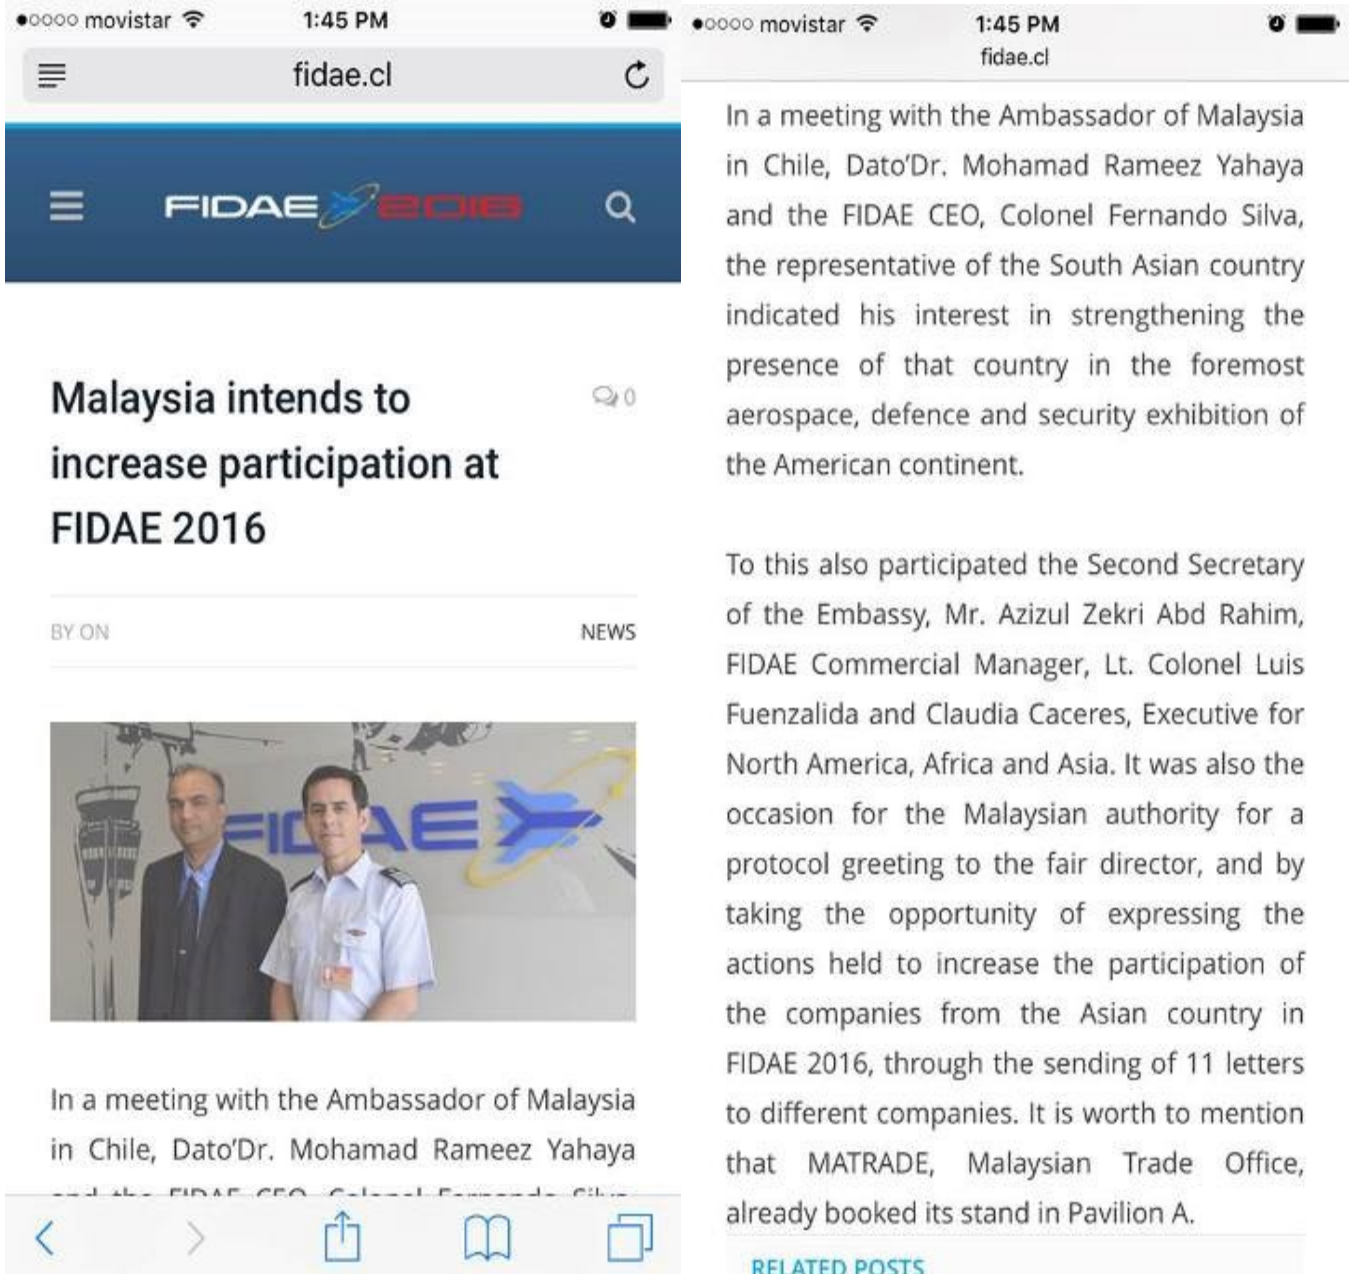 movistar 1:45 PM
fidae.cl
FIDAE 2016
Malaysia intends to
increase participation at
FIDAE 2016
0
BY ON NEWS
FIDAE
In a meeting with the Ambassador of Malaysia
in Chile, Dato'Dr. Mohamad Rameez Yahaya
and the FIDAE CEO, Colonel Fernando Silva,
movistar 1:45 PM
fidae.cl
In a meeting with the Ambassador of Malaysia
in Chile, Dato'Dr. Mohamad Rameez Yahaya
and the FIDAE CEO, Colonel Fernando Silva,
the representative of the South Asian country
indicated his interest in strengthening the
presence of that country in the foremost
aerospace, defence and security exhibition of
the American continent.
To this also participated the Second Secretary
of the Embassy, Mr. Azizul Zekri Abd Rahim,
FIDAE Commercial Manager, Lt. Colonel Luis
Fuenzalida and Claudia Caceres, Executive for
North America, Africa and Asia. It was also the
occasion for the Malaysian authority for a
protocol greeting to the fair director, and by
taking the opportunity of expressing the
actions held to increase the participation of
the companies from the Asian country in
FIDAE 2016, through the sending of 11 letters
to different companies. It is worth to mention
that MATRADE, Malaysian Trade Office,
already booked its stand in Pavilion A.
RELATED POSTS